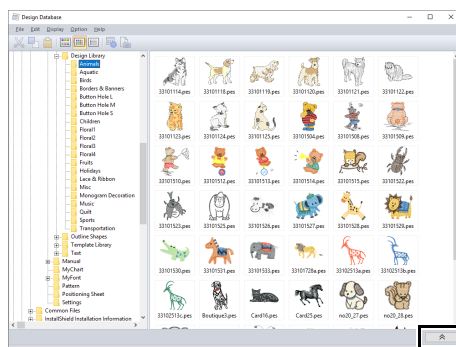 Design Database
File Edit Display Option Help
Design Library
Animals
Aquatic
Birds
Borders & Banners
Button Hole L
Button Hole M
Button Hole S
Children
Floral1
Floral2
Floral3
Floral4
Fruits
Holidays
Lace & Ribbon
Misc
Monogram Decoration
Music
Quilt
Sports
Transportation
Outline Shapes
Template Library
Text
Manual
MyChart
MyFont
Pattern
Positioning Sheet
Settings
Common Files
InstallShield Installation Information
33101114.pes 33101118.pes 33101119.pes 33101120.pes 33101121.pes 33101122.pes
33101123.pes 33101124.pes 33101125.pes 33101504.pes 33101508.pes 33101509.pes
33101510.pes 33101512.pes 33101513.pes 33101514.pes 33101515.pes 33101522.pes
33101523.pes 33101525.pes 33101526.pes 33101527.pes 33101528.pes 33101529.pes
33101530.pes 33101531.pes 33101533.pes 33101728a.pes 33102513a.pes 33102513b.pes
33102513c.pes Boutique3.pes Card16.pes Card25.pes no20_27.pes no20_28.pes